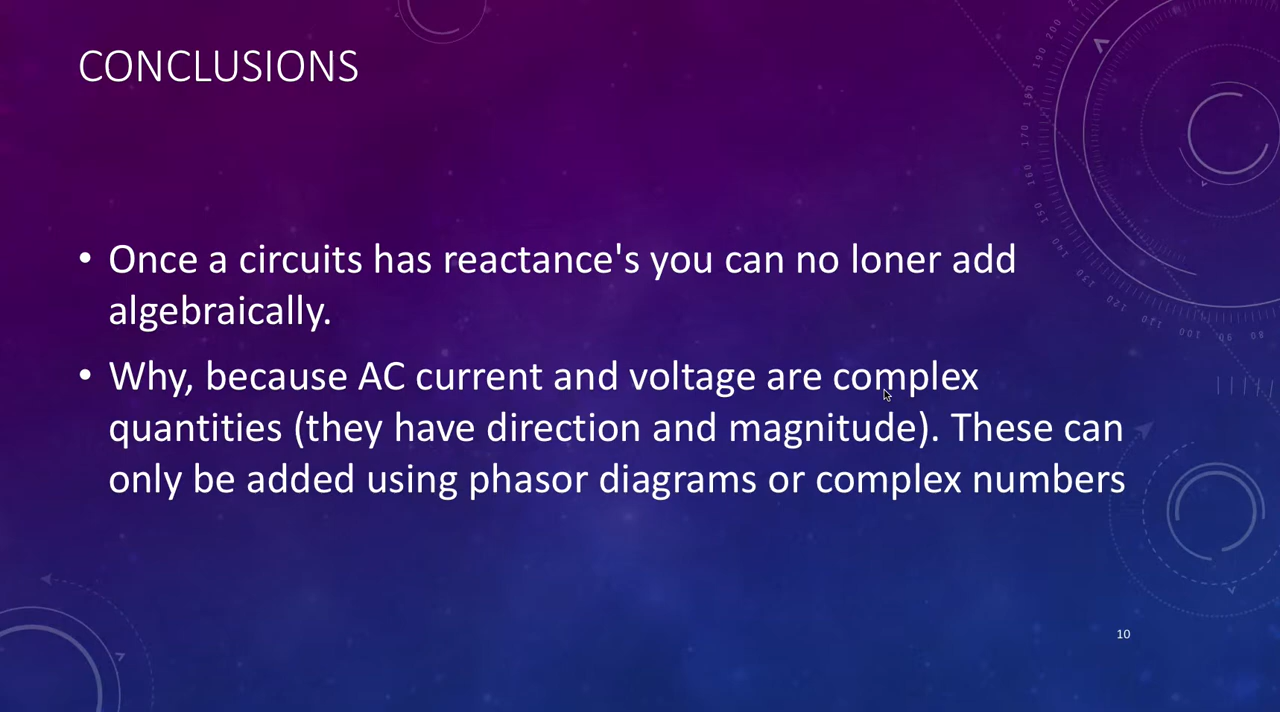 CONCLUSIONS
• Once a circuits has reactance's you can no loner add
algebraically.
• Why, because AC current and voltage are complex
quantities (they have direction and magnitude). These can
only be added using phasor diagrams or complex numbers
10